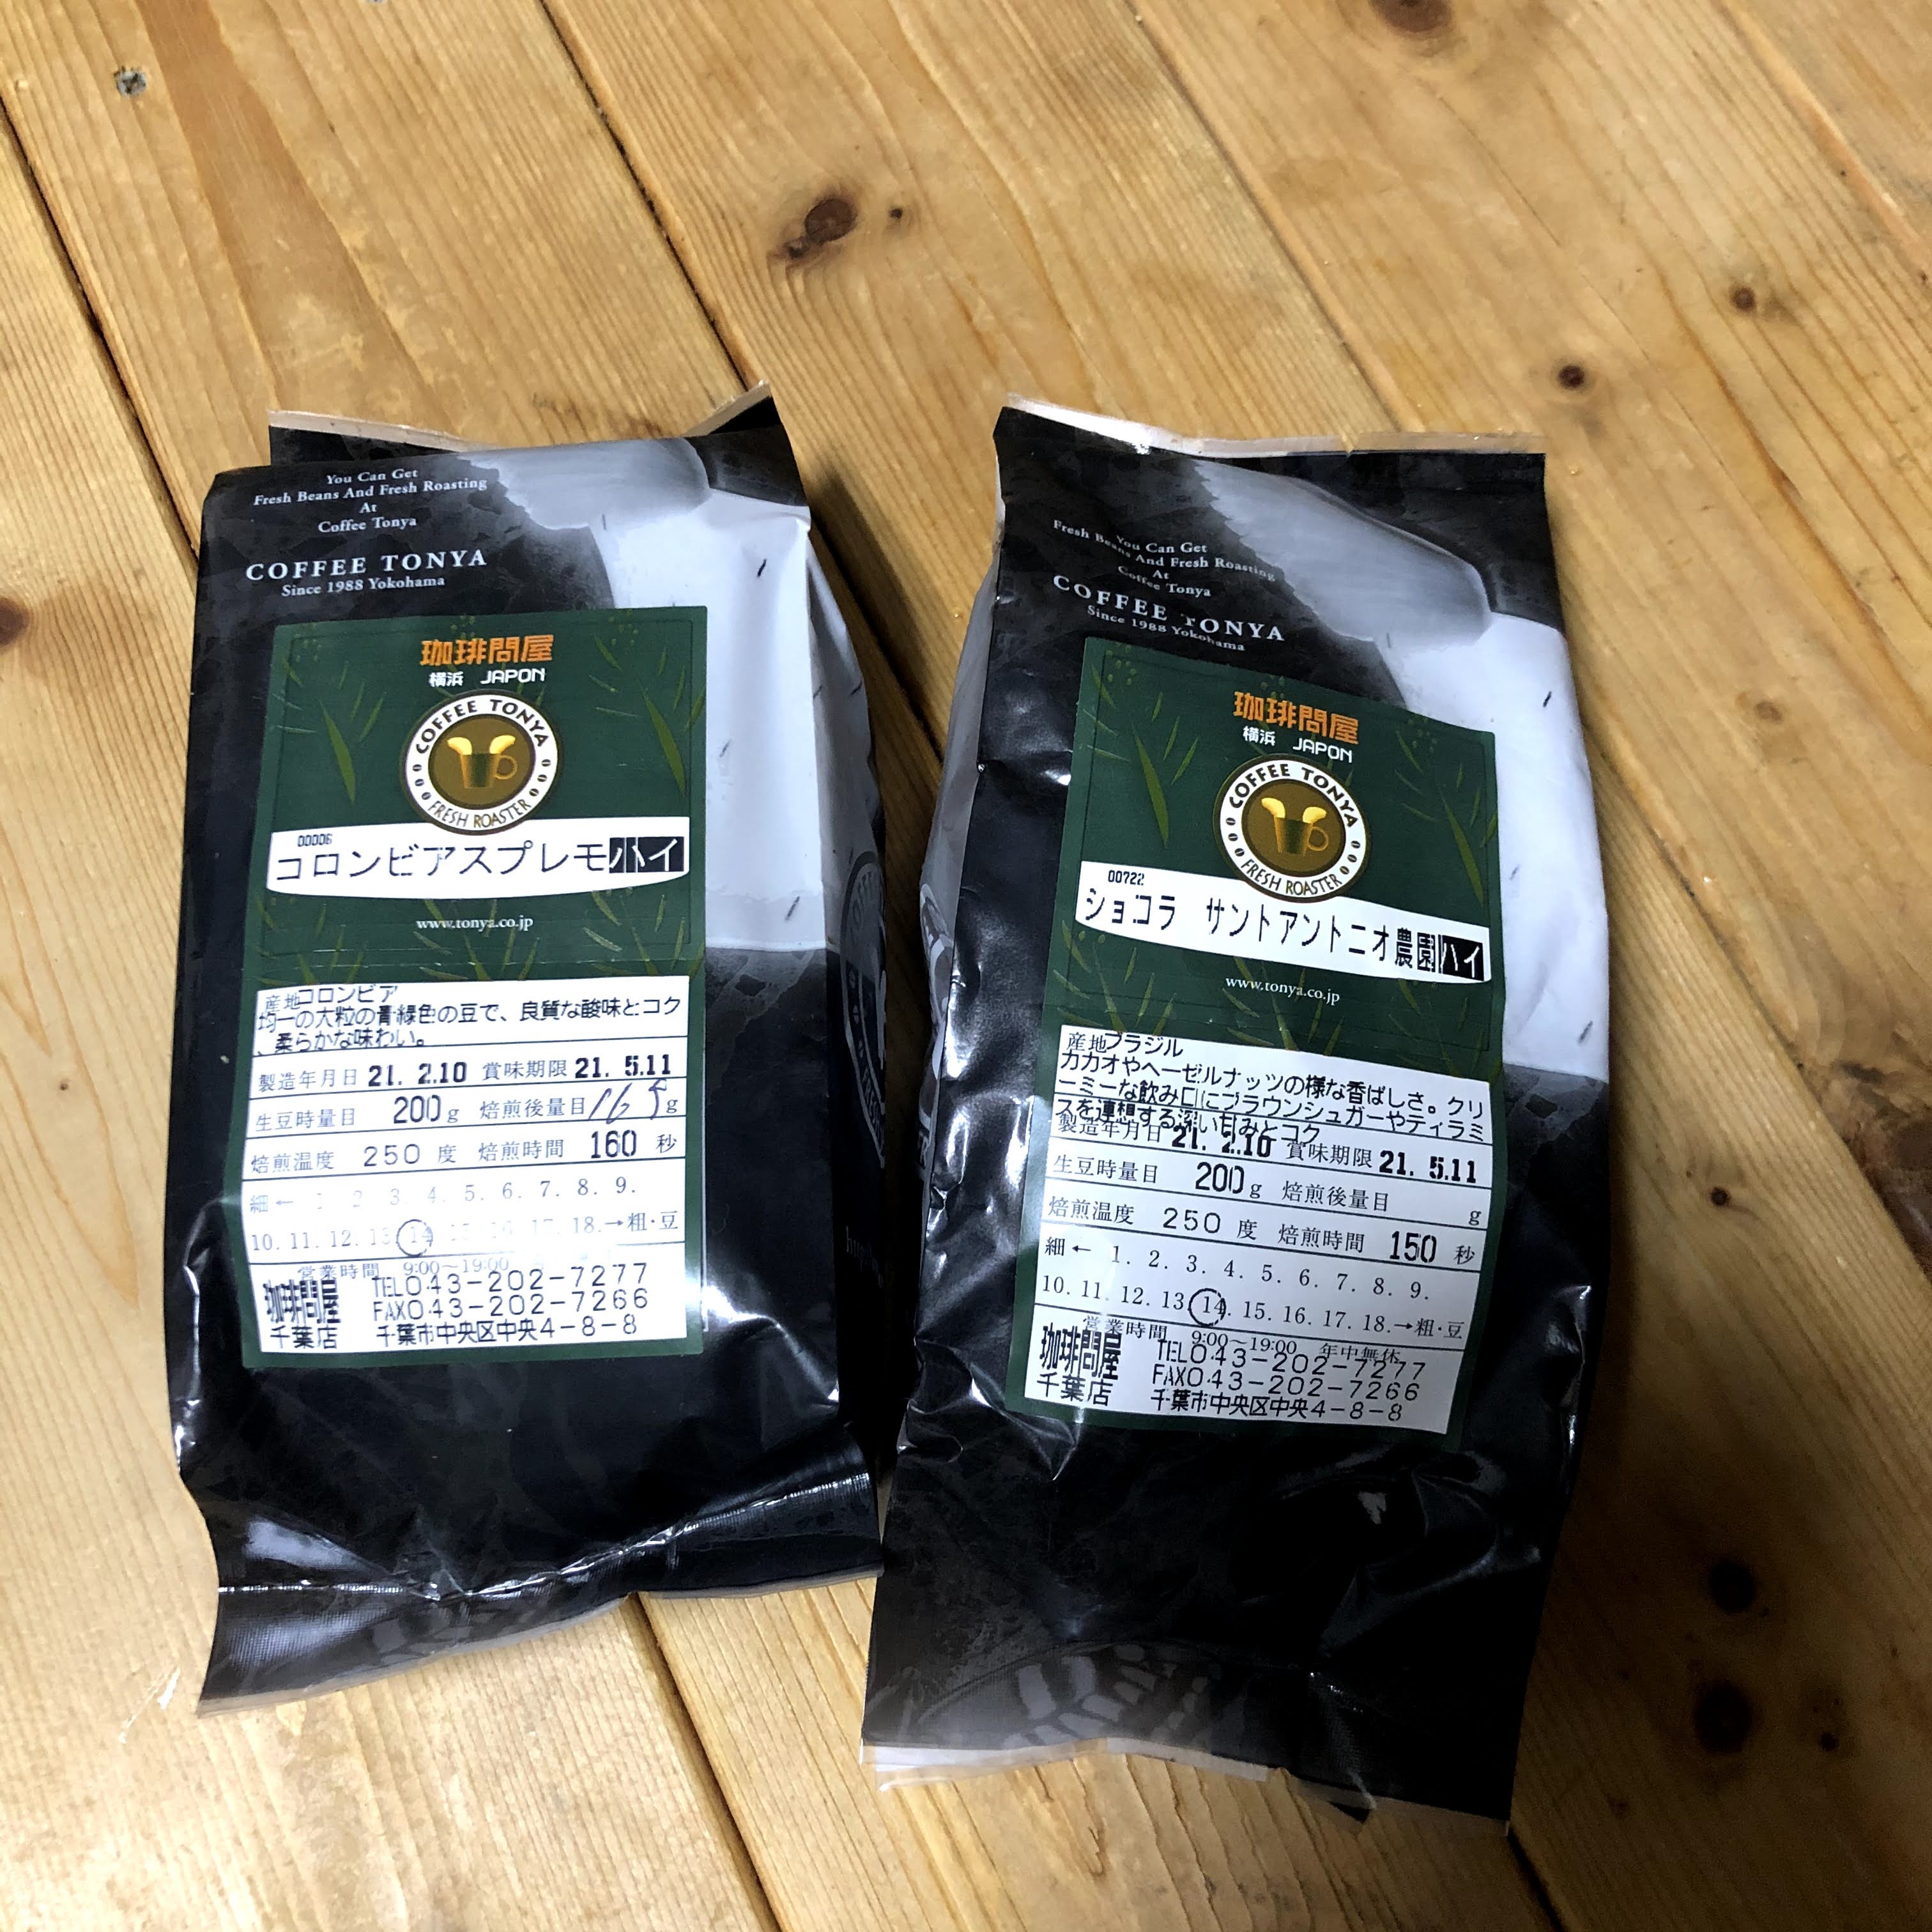 You Can Get
Fresh Beans And Fresh Roasting
At
Coffee Tonya
COFFEE TONYA
Since 1988 Yokohama
珈琲問屋
横浜 JAPON
COFFEE TONYA
FRESH ROASTER
00006
コロンビアスプレモハイ
www.tonya.co.jp
産地コロンビア
均一の大粒の青緑色の豆で、良質な酸味とコク
、柔らかな味わい。
製造年月日 21. 2.10 賞味期限 21. 5.11
生豆時量目 200g 焙煎後量目 165g
焙煎温度 250 度 焙煎時間 160 秒
細← 1. 2. 3. 4. 5. 6. 7. 8. 9.
10. 11. 12. 13. 14. 15. 16. 17. 18.→粗・豆
営業時間 9:00～19:00
珈琲問屋 TEL043-202-7277
FAX043-202-7266
千葉店 千葉市中央区中央4-8-8
You Can Get
Fresh Beans And Fresh Roasting
At
Coffee Tonya
COFFEE TONYA
Since 1988 Yokohama
珈琲問屋
横浜 JAPON
COFFEE TONYA
FRESH ROASTER
00722
ショコラ サントアントニオ農園ハイ
www.tonya.co.jp
産地ブラジル
カカオやヘーゼルナッツの様な香ばしさ。クリ
ーミーな飲み口にブラウンシュガーやティラミ
スを連想する深い甘みとコク
製造年月日 21. 2.10 賞味期限 21. 5.11
生豆時量目 200g 焙煎後量目 g
焙煎温度 250 度 焙煎時間 150 秒
細← 1. 2. 3. 4. 5. 6. 7. 8. 9.
10. 11. 12. 13. 14. 15. 16. 17. 18.→粗・豆
営業時間 9:00～19:00 年中無休
珈琲問屋 TEL043-202-7277
FAX043-202-7266
千葉店 千葉市中央区中央4-8-8